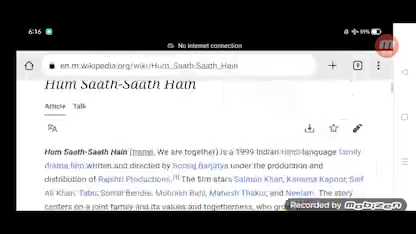 6:16
59%
No internet connection
en.m.wikipedia.org/wiki/Hum_Saath-Saath_Hain
Hum Saath-Saath Hain
Article Talk
Hum Saath-Saath Hain (transl. We are together) is a 1999 Indian Hindi-language family
drama film written and directed by Sooraj Barjatya under the production and
distribution of Rajshri Productions.[4] The film stars Salman Khan, Karisma Kapoor, Saif
Ali Khan, Tabu, Sonali Bendre, Mohnish Bahl, Mahesh Thakur, and Neelam. The story
centers on a joint family and its values and togetherness, who
Recorded by Mobizen